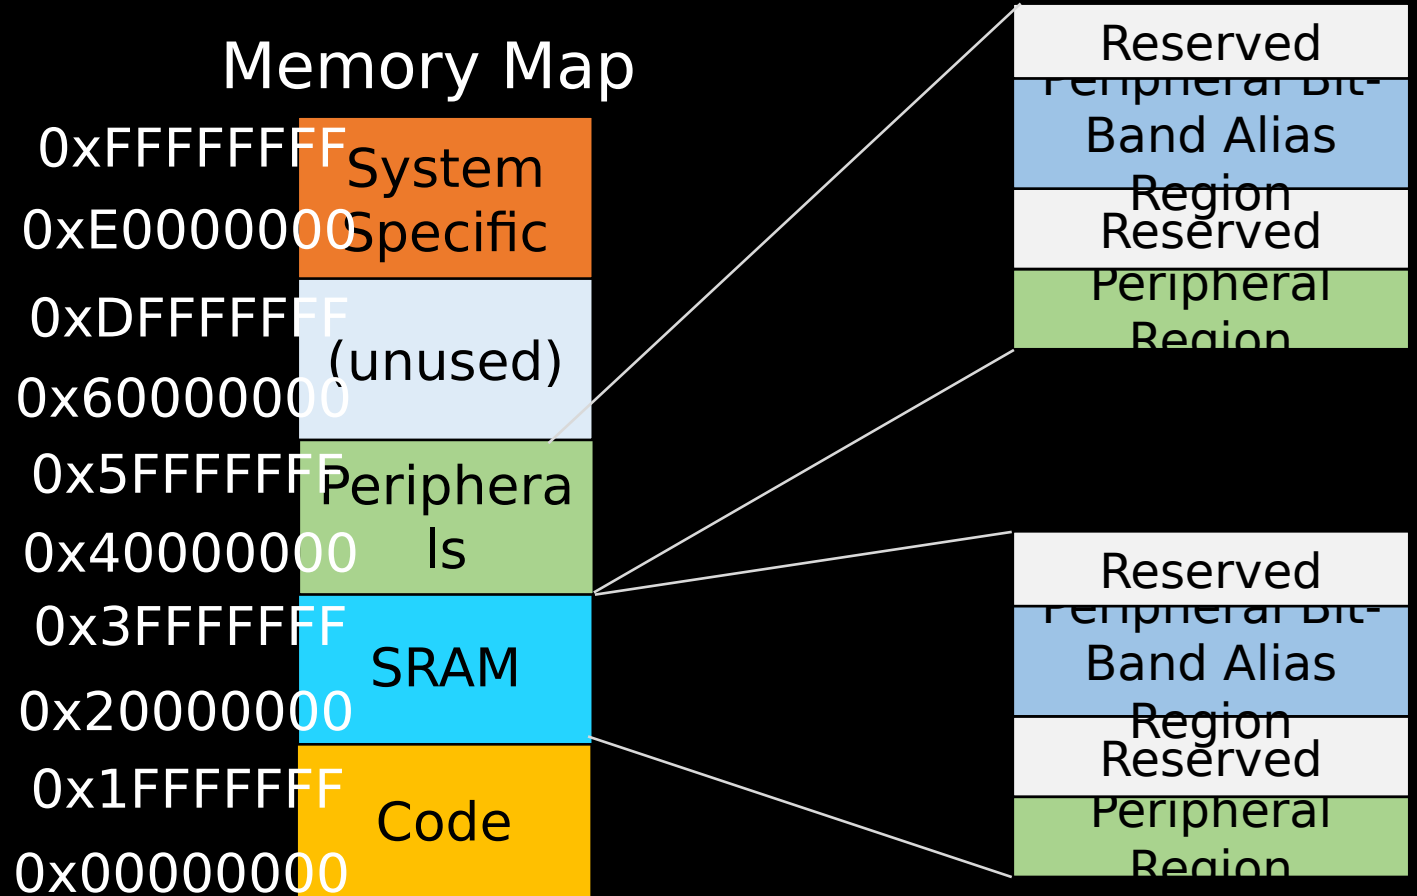 Memory Map
0xFFFFFFFF
System
Specific
0xE0000000
0xDFFFFFFF
(unused)
0x60000000
0x5FFFFFFF
Periphera
ls
0x40000000
0x3FFFFFFF
SRAM
0x20000000
0x1FFFFFFF
Code
0x00000000
Reserved
Peripheral Bit-
Band Alias
Region
Reserved
Peripheral
Region
Reserved
Peripheral Bit-
Band Alias
Region
Reserved
Peripheral
Region